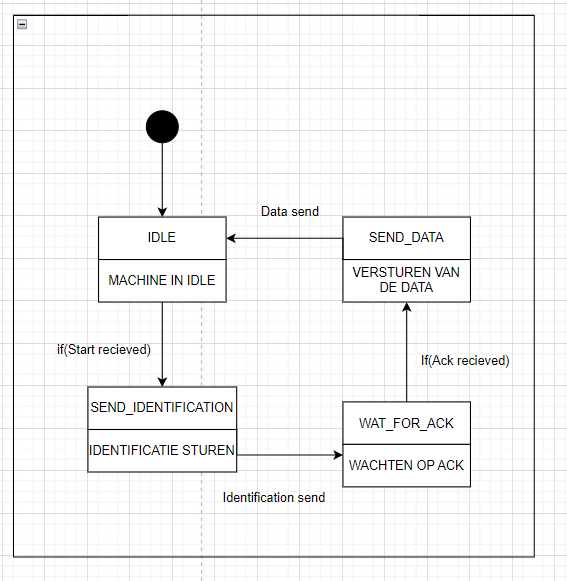 Data send
IDLE
SEND_DATA
MACHINE IN IDLE
VERSTUREN VAN
DE DATA
if(Start recieved)
If(Ack recieved)
SEND_IDENTIFICATION
WAT_FOR_ACK
IDENTIFICATIE STUREN
WACHTEN OP ACK
Identification send